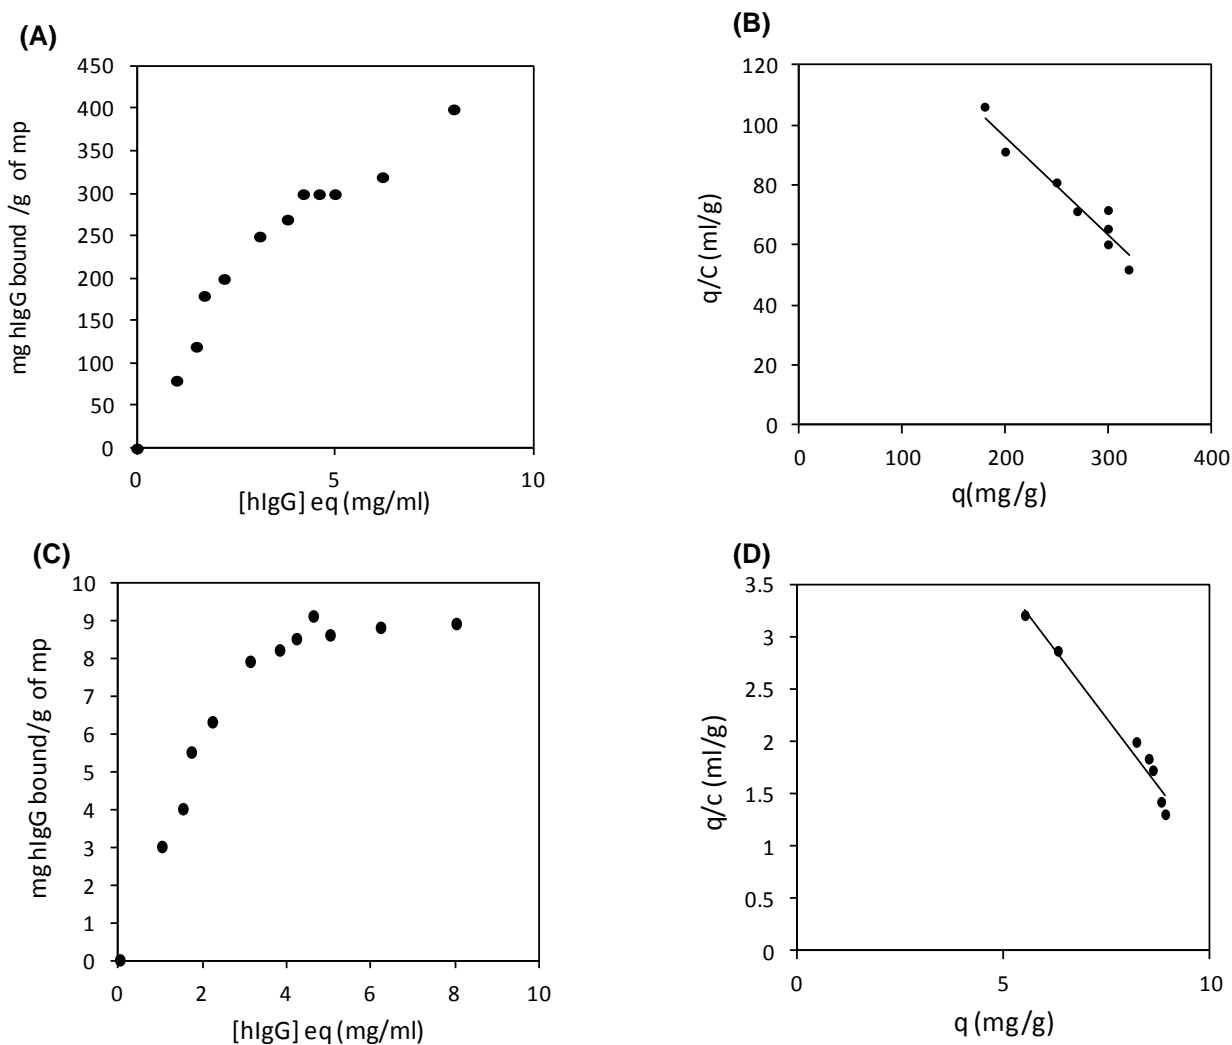 (A)
mg hIgG bound /g of mp
450
400
350
300
250
200
150
100
50
0
0 5 10
[hIgG] eq (mg/ml)
(B)
q/C (ml/g)
120
100
80
60
40
20
0
0 100 200 300 400
q(mg/g)
(C)
mg hIgG bound/g of mp
10
9
8
7
6
5
4
3
2
1
0
0 2 4 6 8 10
[hIgG] eq (mg/ml)
(D)
q/c (ml/g)
3.5
3
2.5
2
1.5
1
0.5
0
0 5 10
q (mg/g)